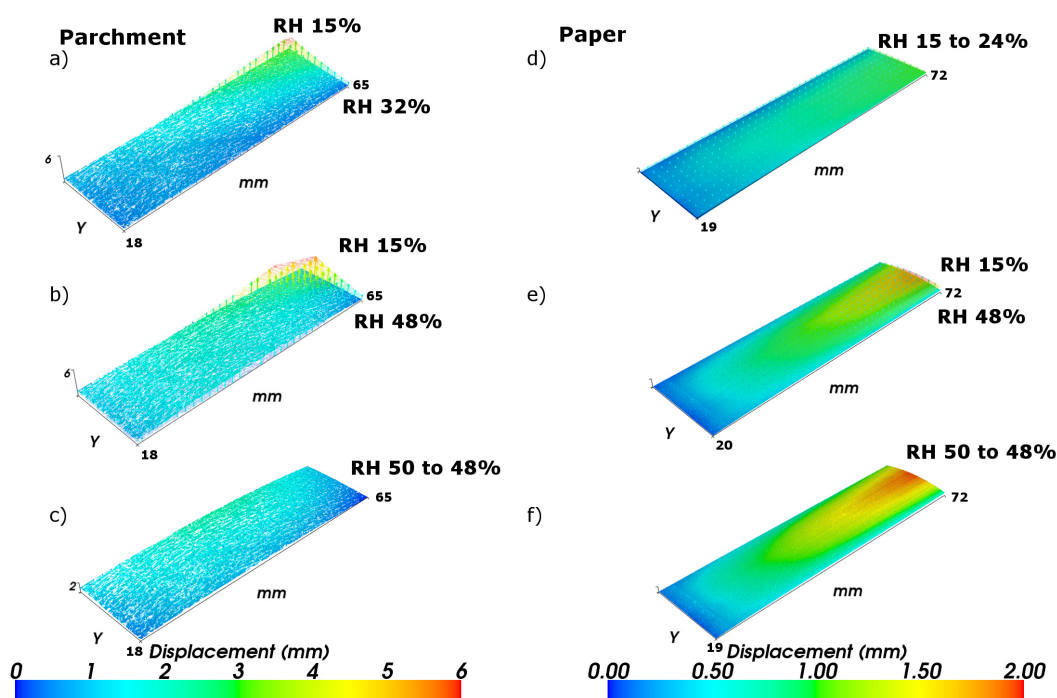 Parchment
a)
RH 15%
65
RH 32%
6
mm
Y
18
b)
RH 15%
65
RH 48%
6
mm
Y
18
c)
RH 50 to 48%
65
2
mm
Y
18
Displacement (mm)
0 1 2 3 4 5 6
Paper
d)
RH 15 to 24%
72
mm
Y
19
e)
RH 15%
72
RH 48%
mm
Y
20
f)
RH 50 to 48%
72
mm
Y
19
Displacement (mm)
0.00 0.50 1.00 1.50 2.00